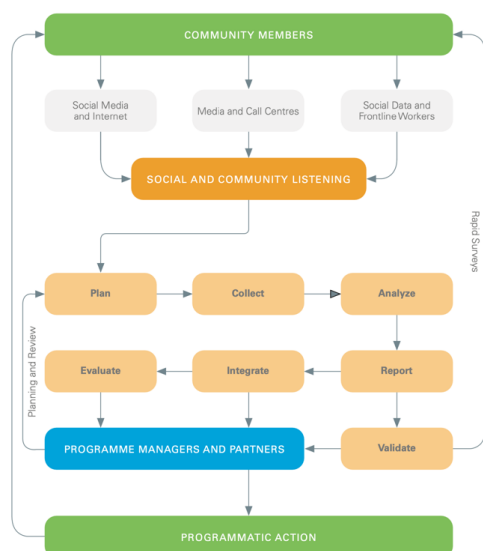 COMMUNITY MEMBERS
Social Media
and Internet
Media and Call Centres
Social Data and
Frontline Workers
SOCIAL AND COMMUNITY LISTENING
Rapid Surveys
Plan
Collect
Analyze
Planning and Review
Evaluate
Integrate
Report
PROGRAMME MANAGERS AND PARTNERS
Validate
PROGRAMMATIC ACTION